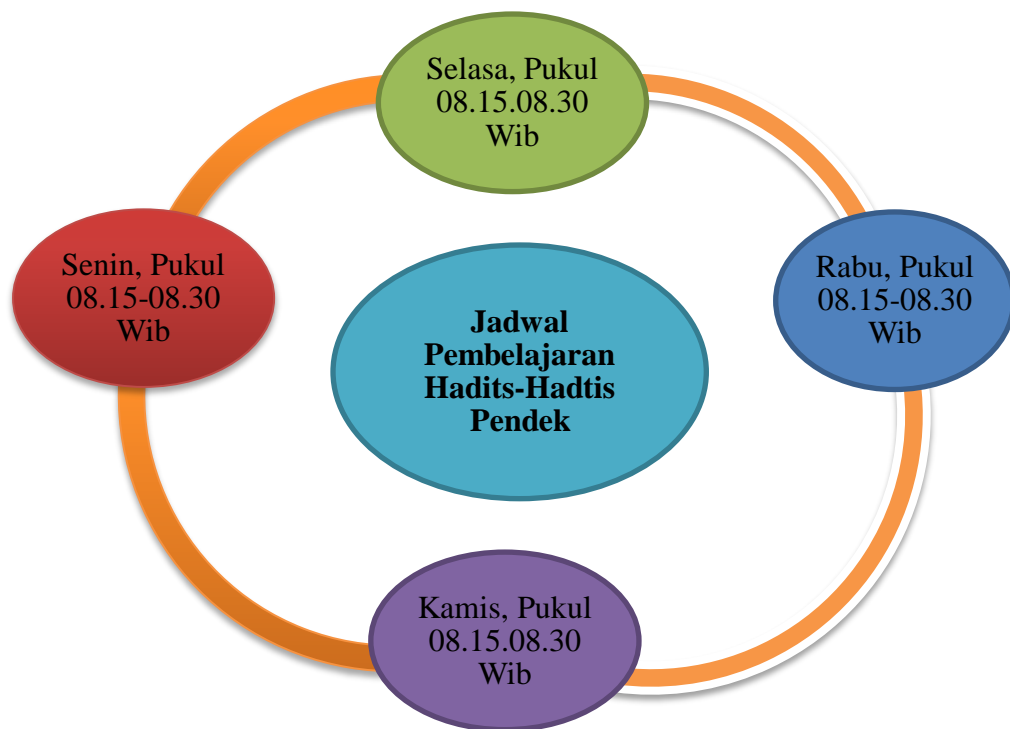 Selasa, Pukul
08.15.08.30
Wib
Senin, Pukul
08.15-08.30
Wib
Rabu, Pukul
08.15-08.30
Wib
Jadwal
Pembelajaran
Hadits-Hadtis
Pendek
Kamis, Pukul
08.15.08.30
Wib